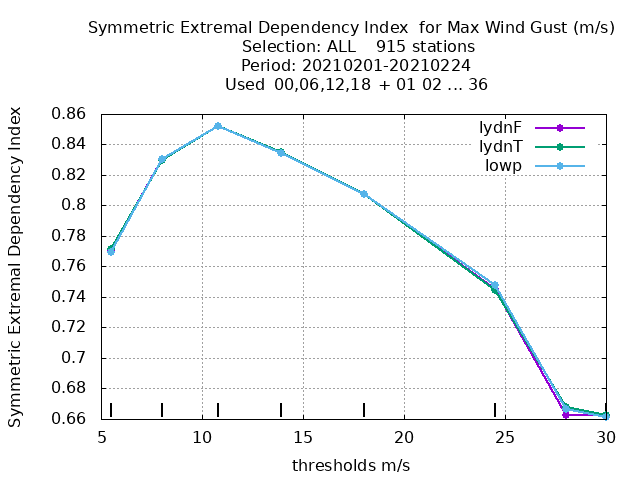 Symmetric Extremal Dependency Index  for Max Wind Gust (m/s)
Selection: ALL    915 stations
Period: 20210201-20210224
Used  00,06,12,18  + 01 02 ... 36
Symmetric Extremal Dependency Index
0.86
0.84
0.82
0.8
0.78
0.76
0.74
0.72
0.7
0.68
0.66
lydnF
lydnT
lowp
5
10
15
20
25
30
thresholds m/s